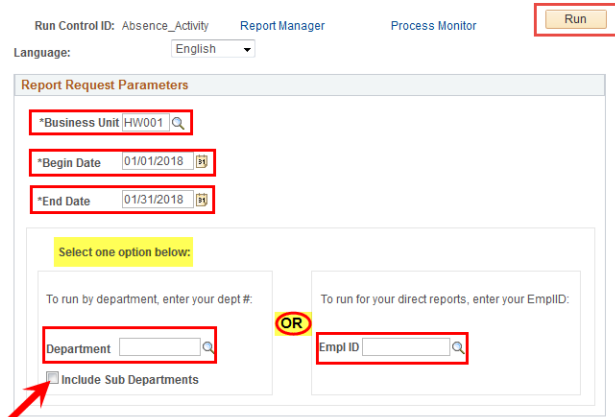 Run Control ID: Absence_Activity Report Manager Process Monitor Run
Language: English
Report Request Parameters
*Business Unit HW001
*Begin Date 01/01/2018
*End Date 01/31/2018
Select one option below:
To run by department, enter your dept #: To run for your direct reports, enter your EmplID:
OR
Department Empl ID
Include Sub Departments